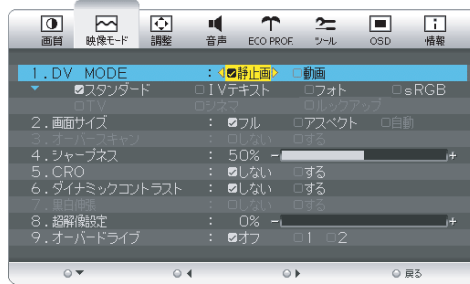 画質 映像モード 調整 音声 ECO PROF. ツール OSD 情報
1.DV MODE : ☑静止画 □動画
▼ ☑スタンダード □IVテキスト □フォト □sRGB
□TV □シネマ □ルックアップ
2.画面サイズ : ☑フル □アスペクト □自動
3.オーバースキャン : □しない □する
4.シャープネス : 50% − +
5.CRO : ☑しない □する
6.ダイナミックコントラスト : ☑しない □する
7.黒白伸張 : □しない □する
8.超解像設定 : 0% − +
9.オーバードライブ : ☑オフ □1 □2
○▼ ○◀ ○▶ ○戻る